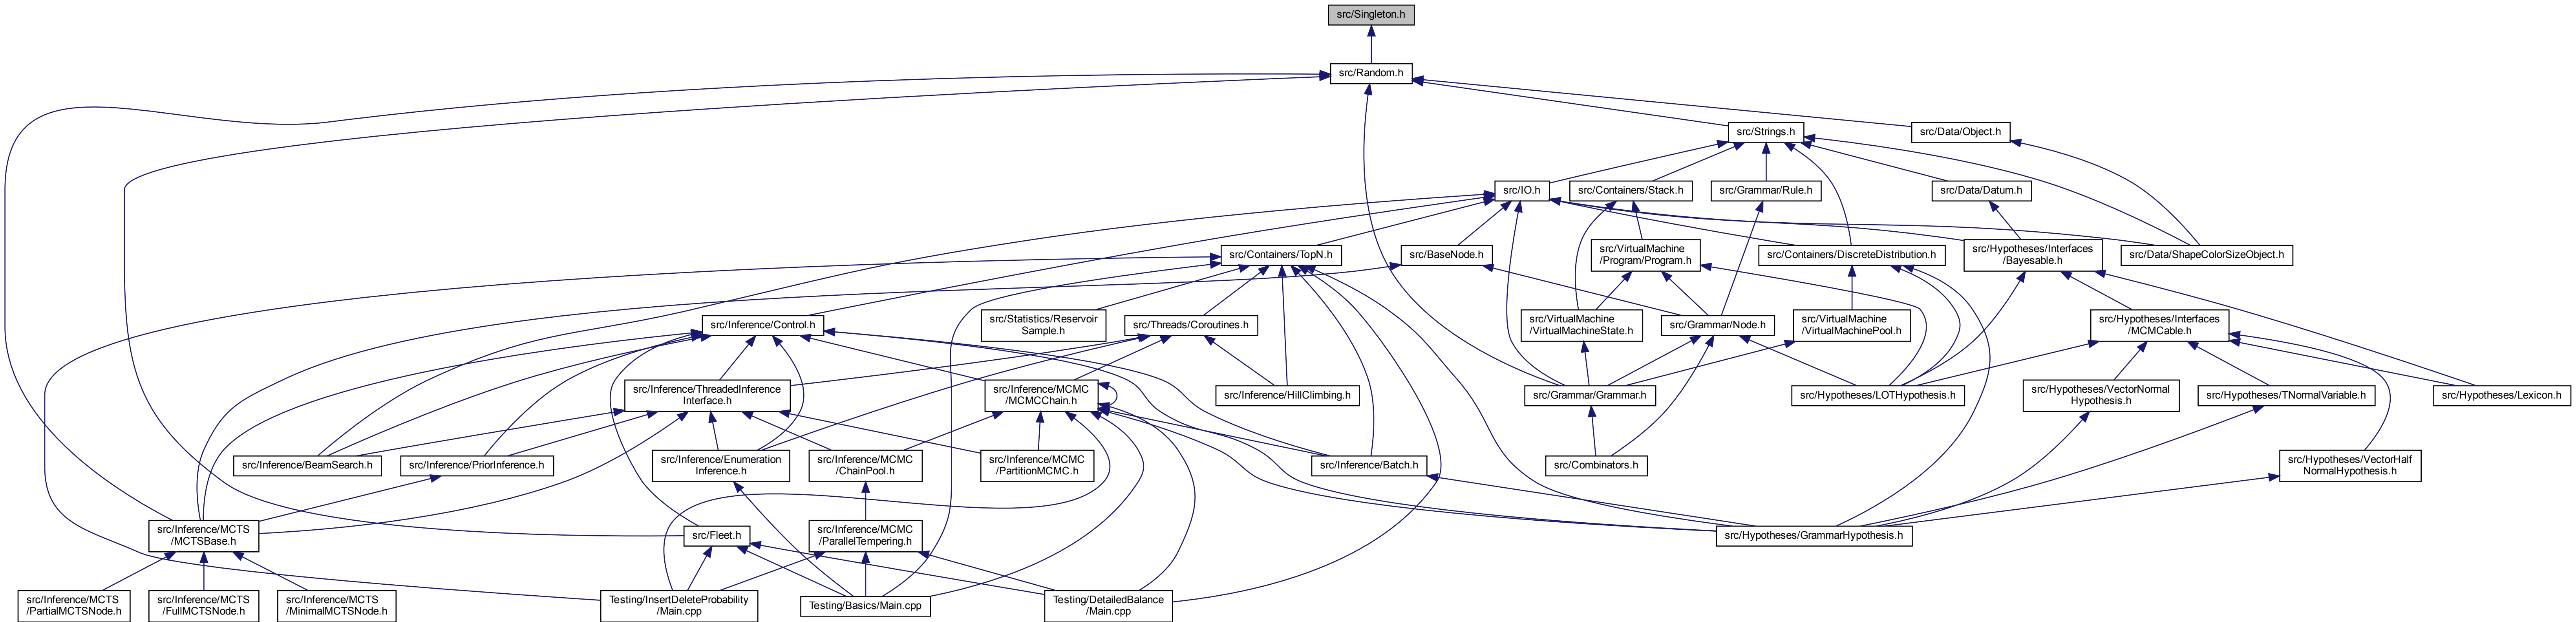 src/Singleton.h
src/Random.h
src/Strings.h
src/Data/Object.h
src/IO.h
src/Containers/Stack.h
src/Grammar/Rule.h
src/Data/Datum.h
src/Containers/TopN.h
src/BaseNode.h
src/VirtualMachine
/Program/Program.h
src/Containers/DiscreteDistribution.h
src/Hypotheses/Interfaces
/Bayesable.h
src/Data/ShapeColorSizeObject.h
src/Inference/Control.h
src/Statistics/Reservoir
Sample.h
src/Threads/Coroutines.h
src/VirtualMachine
/VirtualMachineState.h
src/Grammar/Node.h
src/VirtualMachine
/VirtualMachinePool.h
src/Hypotheses/Interfaces
/MCMCable.h
src/Inference/ThreadedInference
Interface.h
src/Inference/MCMC
/MCMCChain.h
src/Inference/HillClimbing.h
src/Grammar/Grammar.h
src/Hypotheses/LOTHypothesis.h
src/Hypotheses/VectorNormal
Hypothesis.h
src/Hypotheses/TNormalVariable.h
src/Hypotheses/Lexicon.h
src/Inference/BeamSearch.h
src/Inference/PriorInference.h
src/Inference/Enumeration
Inference.h
src/Inference/MCMC
/ChainPool.h
src/Inference/MCMC
/PartitionMCMC.h
src/Inference/Batch.h
src/Combinators.h
src/Hypotheses/VectorHalf
NormalHypothesis.h
src/Inference/MCTS
/MCTSBase.h
src/Fleet.h
src/Inference/MCMC
/ParallelTempering.h
src/Hypotheses/GrammarHypothesis.h
src/Inference/MCTS
/PartialMCTSNode.h
src/Inference/MCTS
/FullMCTSNode.h
src/Inference/MCTS
/MinimalMCTSNode.h
Testing/InsertDeleteProbability
/Main.cpp
Testing/Basics/Main.cpp
Testing/DetailedBalance
/Main.cpp